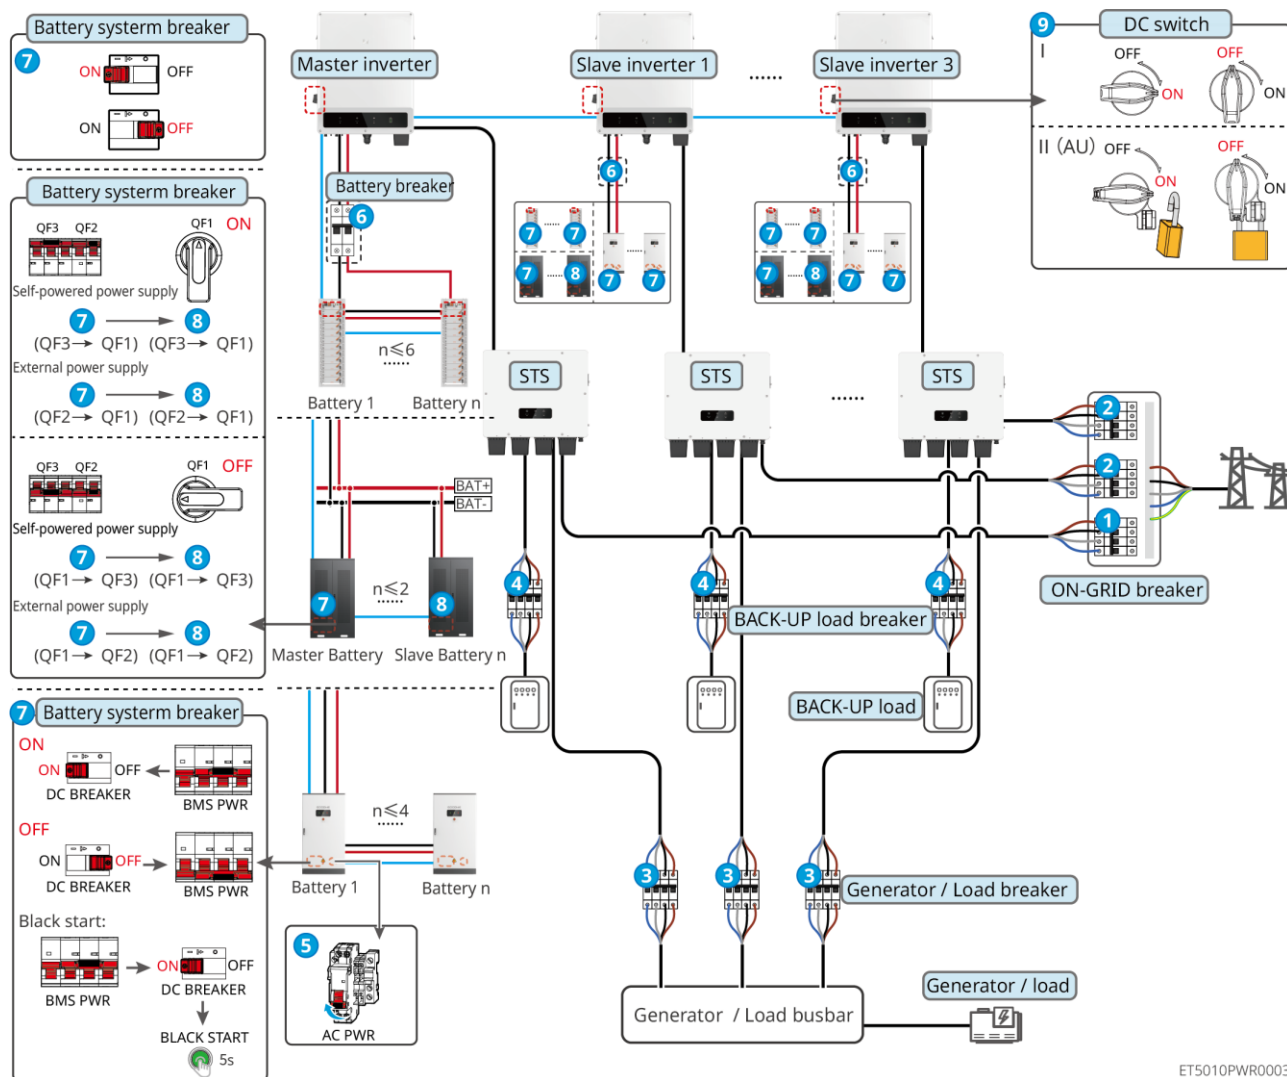 Battery systerm breaker
7
ON
OFF
ON
OFF
Battery systerm breaker
QF3 QF2
QF1
ON
Self-powered power supply
7 8
(QF3→ QF1) (QF3→ QF1)
External power supply
7 8
(QF2→ QF1) (QF2→ QF1)
QF3 QF2
QF1
OFF
Self-powered power supply
7 8
(QF1→ QF3) (QF1→ QF3)
External power supply
7 8
(QF1→ QF2) (QF1→ QF2)
7
Battery systerm breaker
ON
ON
OFF
DC BREAKER
BMS PWR
OFF
ON
OFF
DC BREAKER
BMS PWR
Black start:
BMS PWR
ON
OFF
DC BREAKER
BLACK START
5s
Master inverter
Slave inverter 1
......
Slave inverter 3
Battery breaker
6
6
6
7 7
7 8
7 7
7 7
7 8
7 7
n≤6
......
Battery 1
Battery n
STS
STS
......
STS
BAT+
BAT-
7
n≤2
......
8
Master Battery
Slave Battery n
n≤4
......
Battery 1
Battery n
5
AC PWR
9
DC switch
I
OFF
ON
OFF
ON
II (AU)
OFF
ON
OFF
ON
2
2
1
ON-GRID breaker
4
4
4
BACK-UP load breaker
BACK-UP load
3
3
3
Generator / Load breaker
Generator / Load busbar
Generator / load
ET5010PWR0003